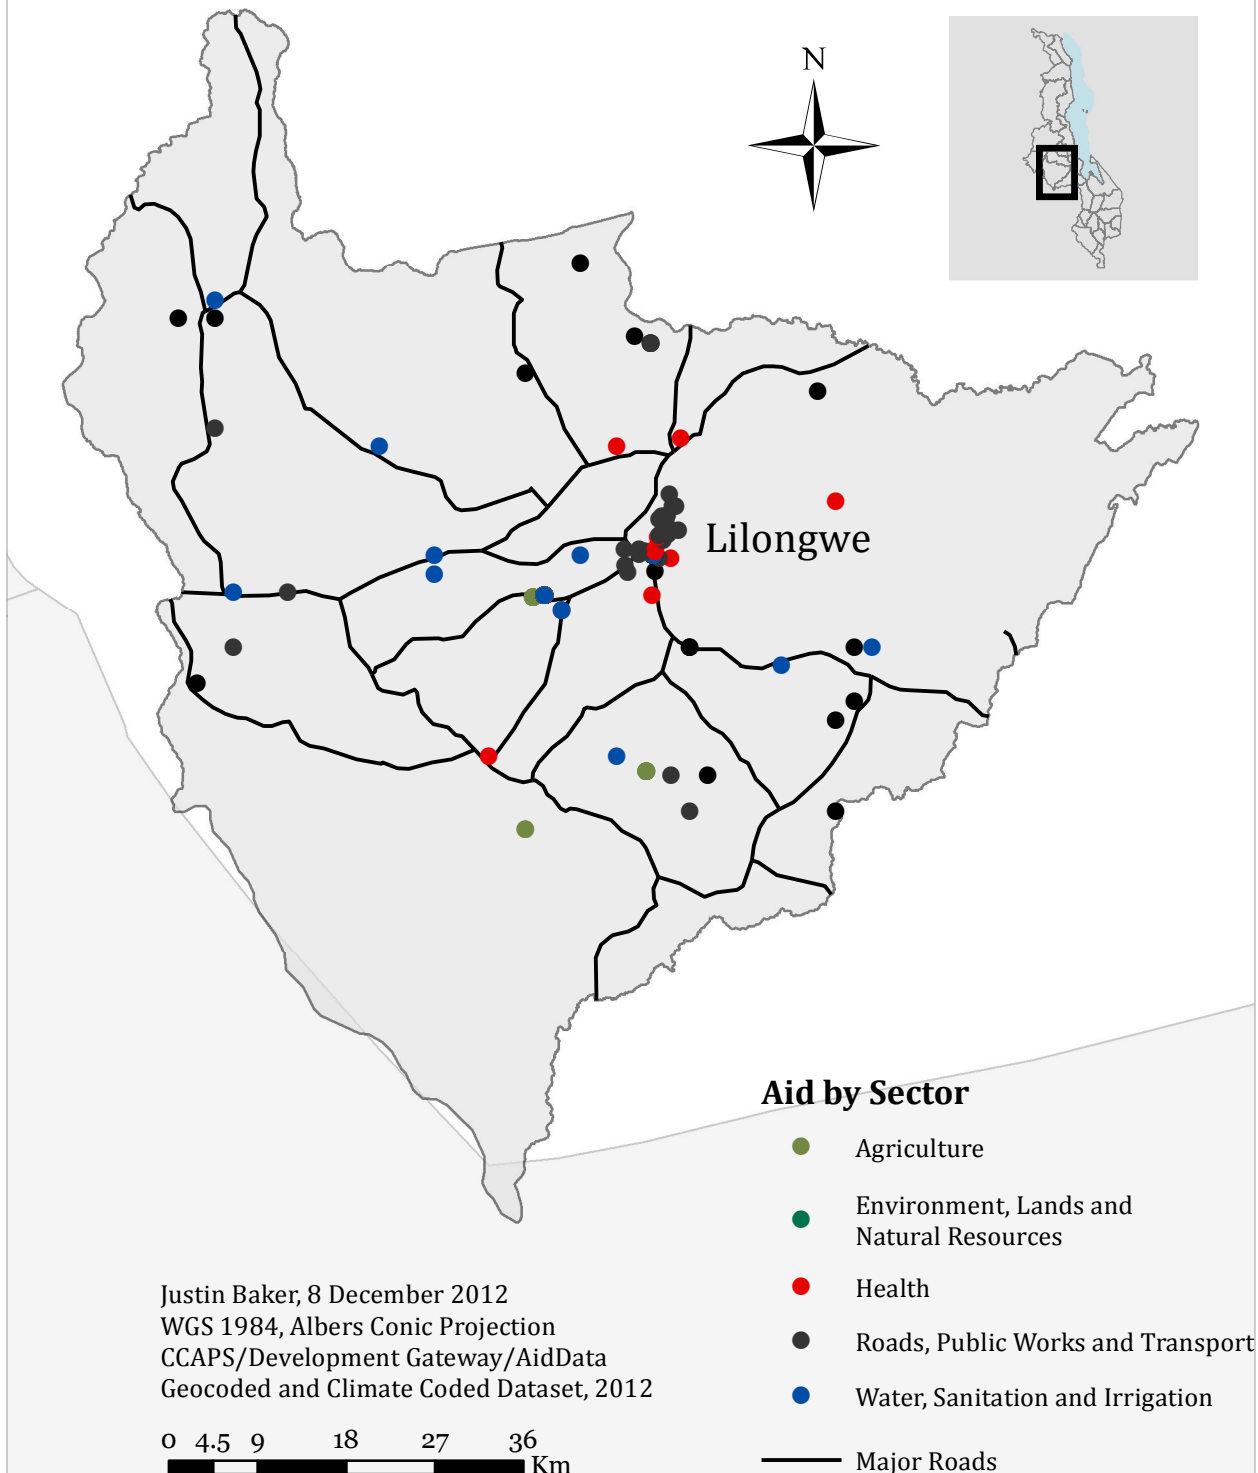 N
Lilongwe
Aid by Sector
Agriculture
Environment, Lands and
Natural Resources
Health
Roads, Public Works and Transport
Water, Sanitation and Irrigation
Major Roads
Justin Baker, 8 December 2012
WGS 1984, Albers Conic Projection
CCAPS/Development Gateway/AidData
Geocoded and Climate Coded Dataset, 2012
0 4.5 9 18 27 36
Km